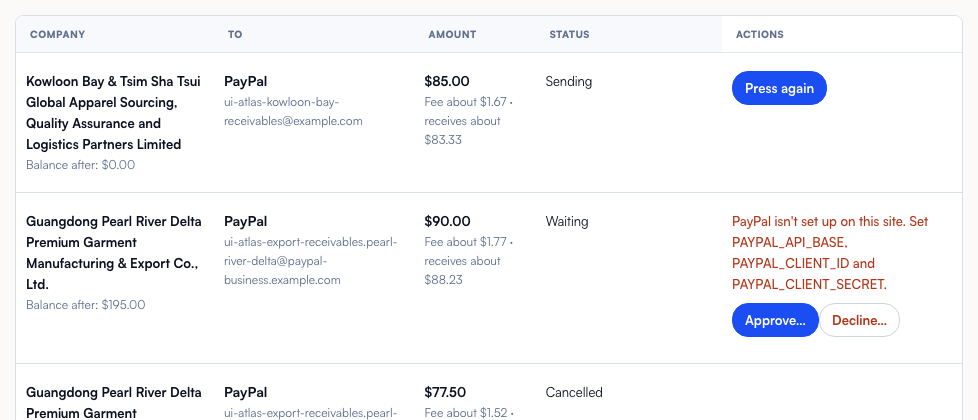 COMPANY TO AMOUNT STATUS ACTIONS
Kowloon Bay & Tsim Sha Tsui
Global Apparel Sourcing,
Quality Assurance and
Logistics Partners Limited
Balance after: $0.00
PayPal
ui-atlas-kowloon-bay-
receivables@example.com
$85.00
Fee about $1.67 ·
receives about
$83.33
Sending
Press again
Guangdong Pearl River Delta
Premium Garment
Manufacturing & Export Co.,
Ltd.
Balance after: $195.00
PayPal
ui-atlas-export-receivables.pearl-
river-delta@paypal-
business.example.com
$90.00
Fee about $1.77 ·
receives about
$88.23
Waiting
PayPal isn't set up on this site. Set
PAYPAL_API_BASE,
PAYPAL_CLIENT_ID and
PAYPAL_CLIENT_SECRET.
Approve... Decline...
Guangdong Pearl River Delta
Premium Garment
PayPal
ui-atlas-export-receivables.pearl-
$77.50
Fee about $1.52 ·
Cancelled